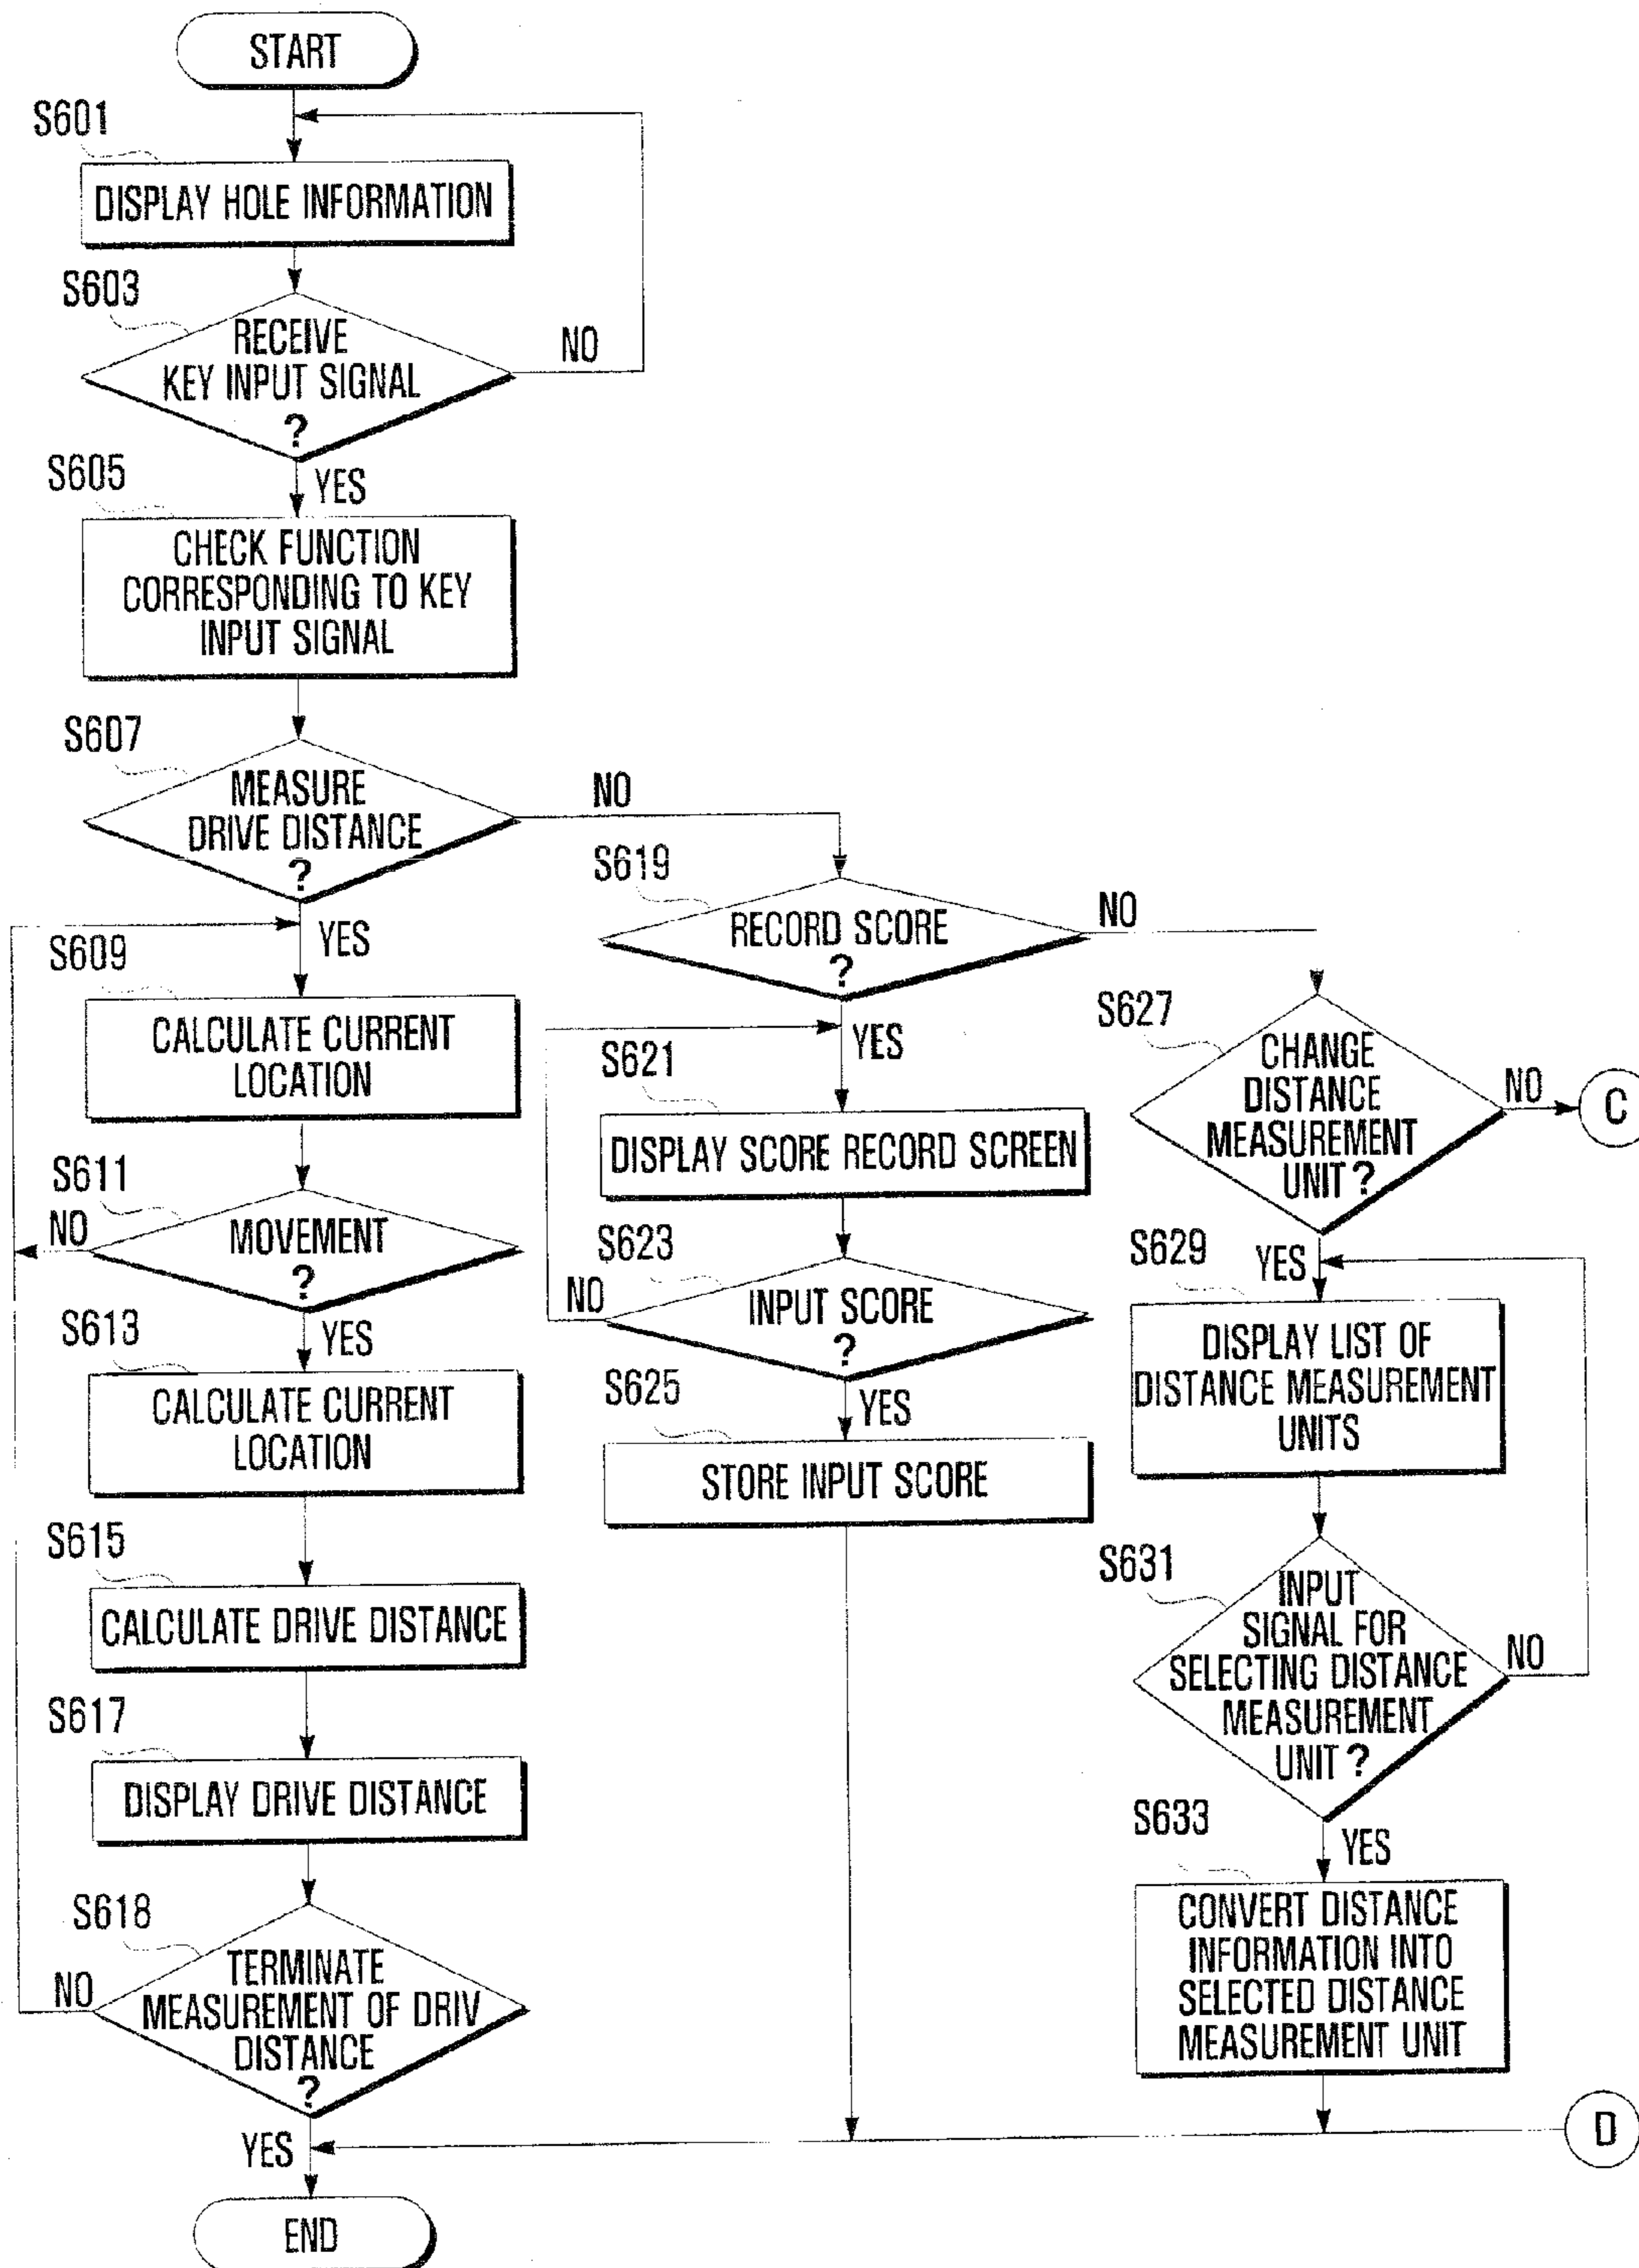 START
S601
DISPLAY HOLE INFORMATION
S603
RECEIVE
KEY INPUT SIGNAL
?
NO
S605
YES
CHECK FUNCTION
CORRESPONDING TO KEY
INPUT SIGNAL
S607
MEASURE
DRIVE DISTANCE
?
NO
YES
S609
CALCULATE CURRENT
LOCATION
S611
NO
MOVEMENT
?
S613
YES
CALCULATE CURRENT
LOCATION
S615
CALCULATE DRIVE DISTANCE
S617
DISPLAY DRIVE DISTANCE
S618
NO
TERMINATE
MEASUREMENT OF DRIV
DISTANCE
?
YES
END
S619
RECORD SCORE
?
NO
YES
S621
DISPLAY SCORE RECORD SCREEN
S623
NO
INPUT SCORE
?
S625
YES
STORE INPUT SCORE
S627
CHANGE
DISTANCE
MEASUREMENT
UNIT ?
NO
C
S629
YES
DISPLAY LIST OF
DISTANCE MEASUREMENT
UNITS
S631
INPUT
SIGNAL FOR
SELECTING DISTANCE
MEASUREMENT
UNIT ?
NO
S633
YES
CONVERT DISTANCE
INFORMATION INTO
SELECTED DISTANCE
MEASUREMENT UNIT
D